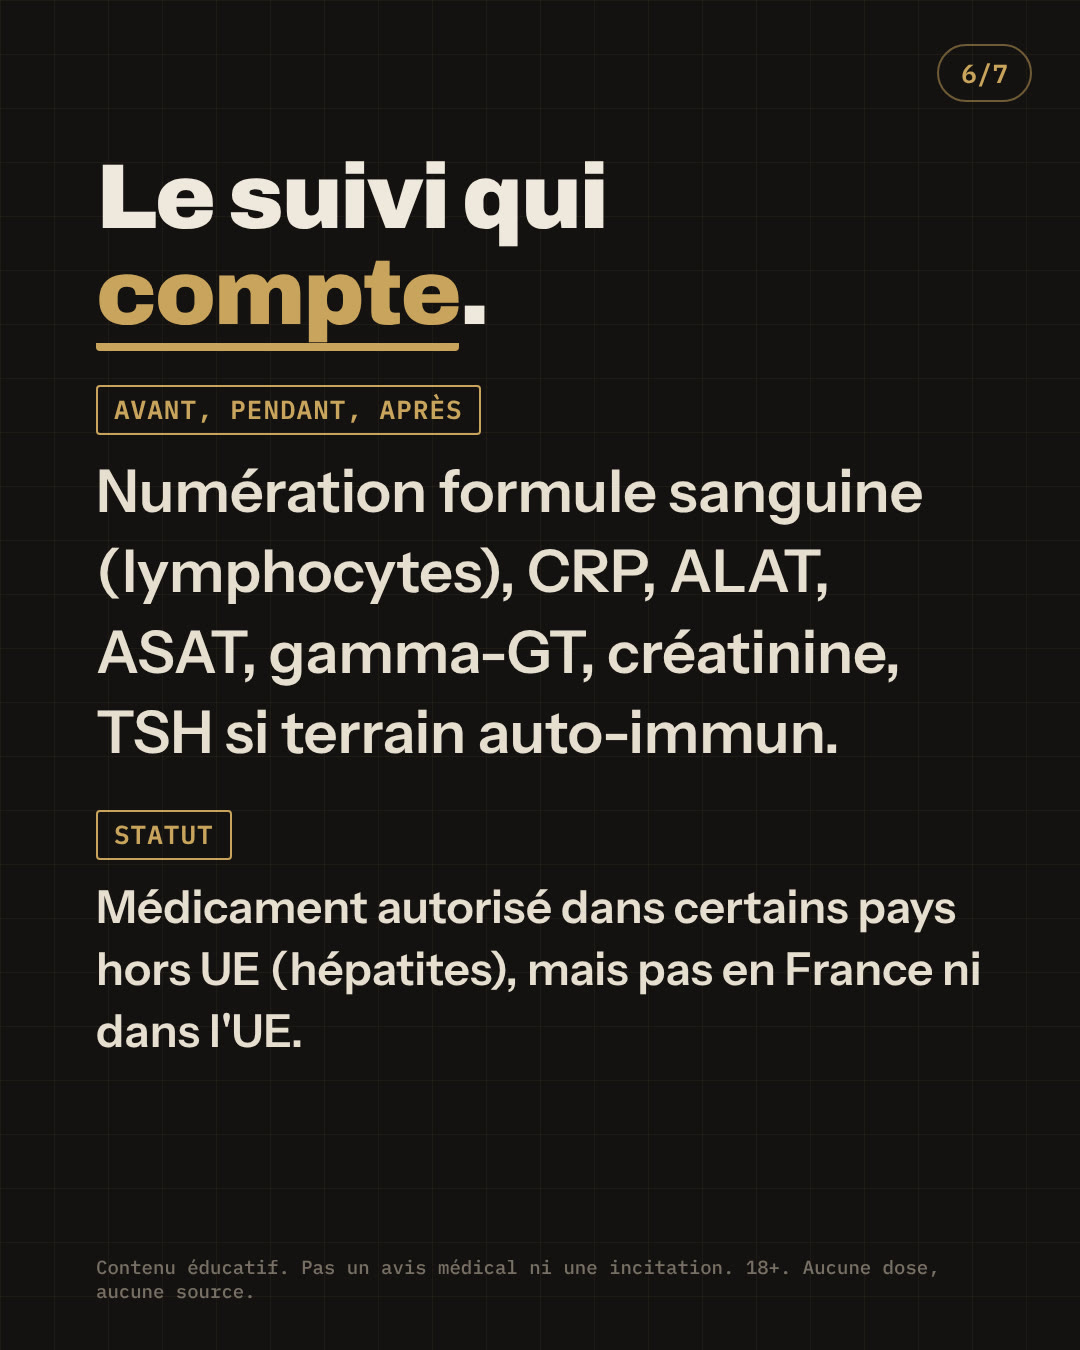 6/7
Le suivi qui
compte.
AVANT, PENDANT, APRÈS
Numération formule sanguine
(lymphocytes), CRP, ALAT,
ASAT, gamma-GT, créatinine,
TSH si terrain auto-immun.
STATUT
Médicament autorisé dans certains pays
hors UE (hépatites), mais pas en France ni
dans l'UE.
Contenu éducatif. Pas un avis médical ni une incitation. 18+. Aucune dose,
aucune source.